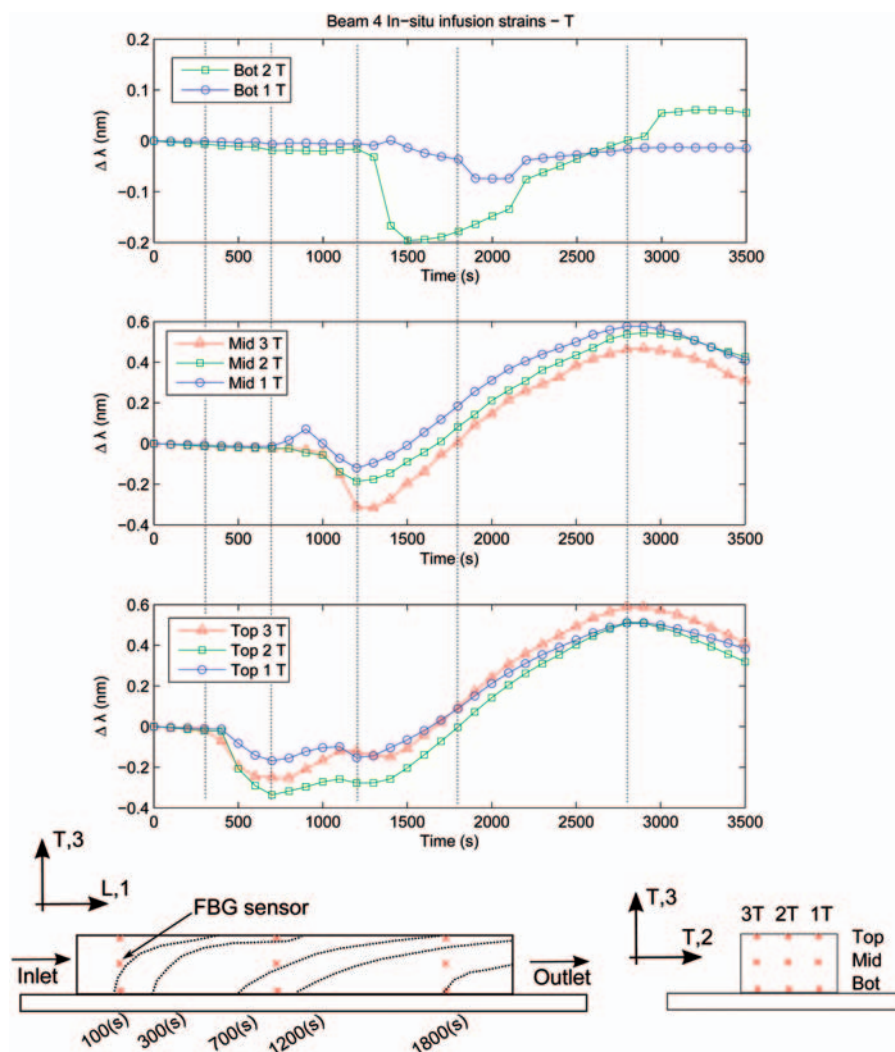 Beam 4 In-situ infusion strains - T
0.2
0.1
0
-0.1
-0.2
Δ λ (nm)
Bot 2 T
Bot 1 T
0 500 1000 1500 2000 2500 3000 3500
Time (s)
0.6
0.4
0.2
0
-0.2
-0.4
Δ λ (nm)
Mid 3 T
Mid 2 T
Mid 1 T
0 500 1000 1500 2000 2500 3000 3500
Time (s)
0.6
0.4
0.2
0
-0.2
-0.4
Δ λ (nm)
Top 3 T
Top 2 T
Top 1 T
0 500 1000 1500 2000 2500 3000 3500
Time (s)
T,3
L,1
FBG sensor
Inlet
Outlet
100(s) 300(s) 700(s) 1200(s) 1800(s)
T,3
T,2
3T 2T 1T
Top
Mid
Bot